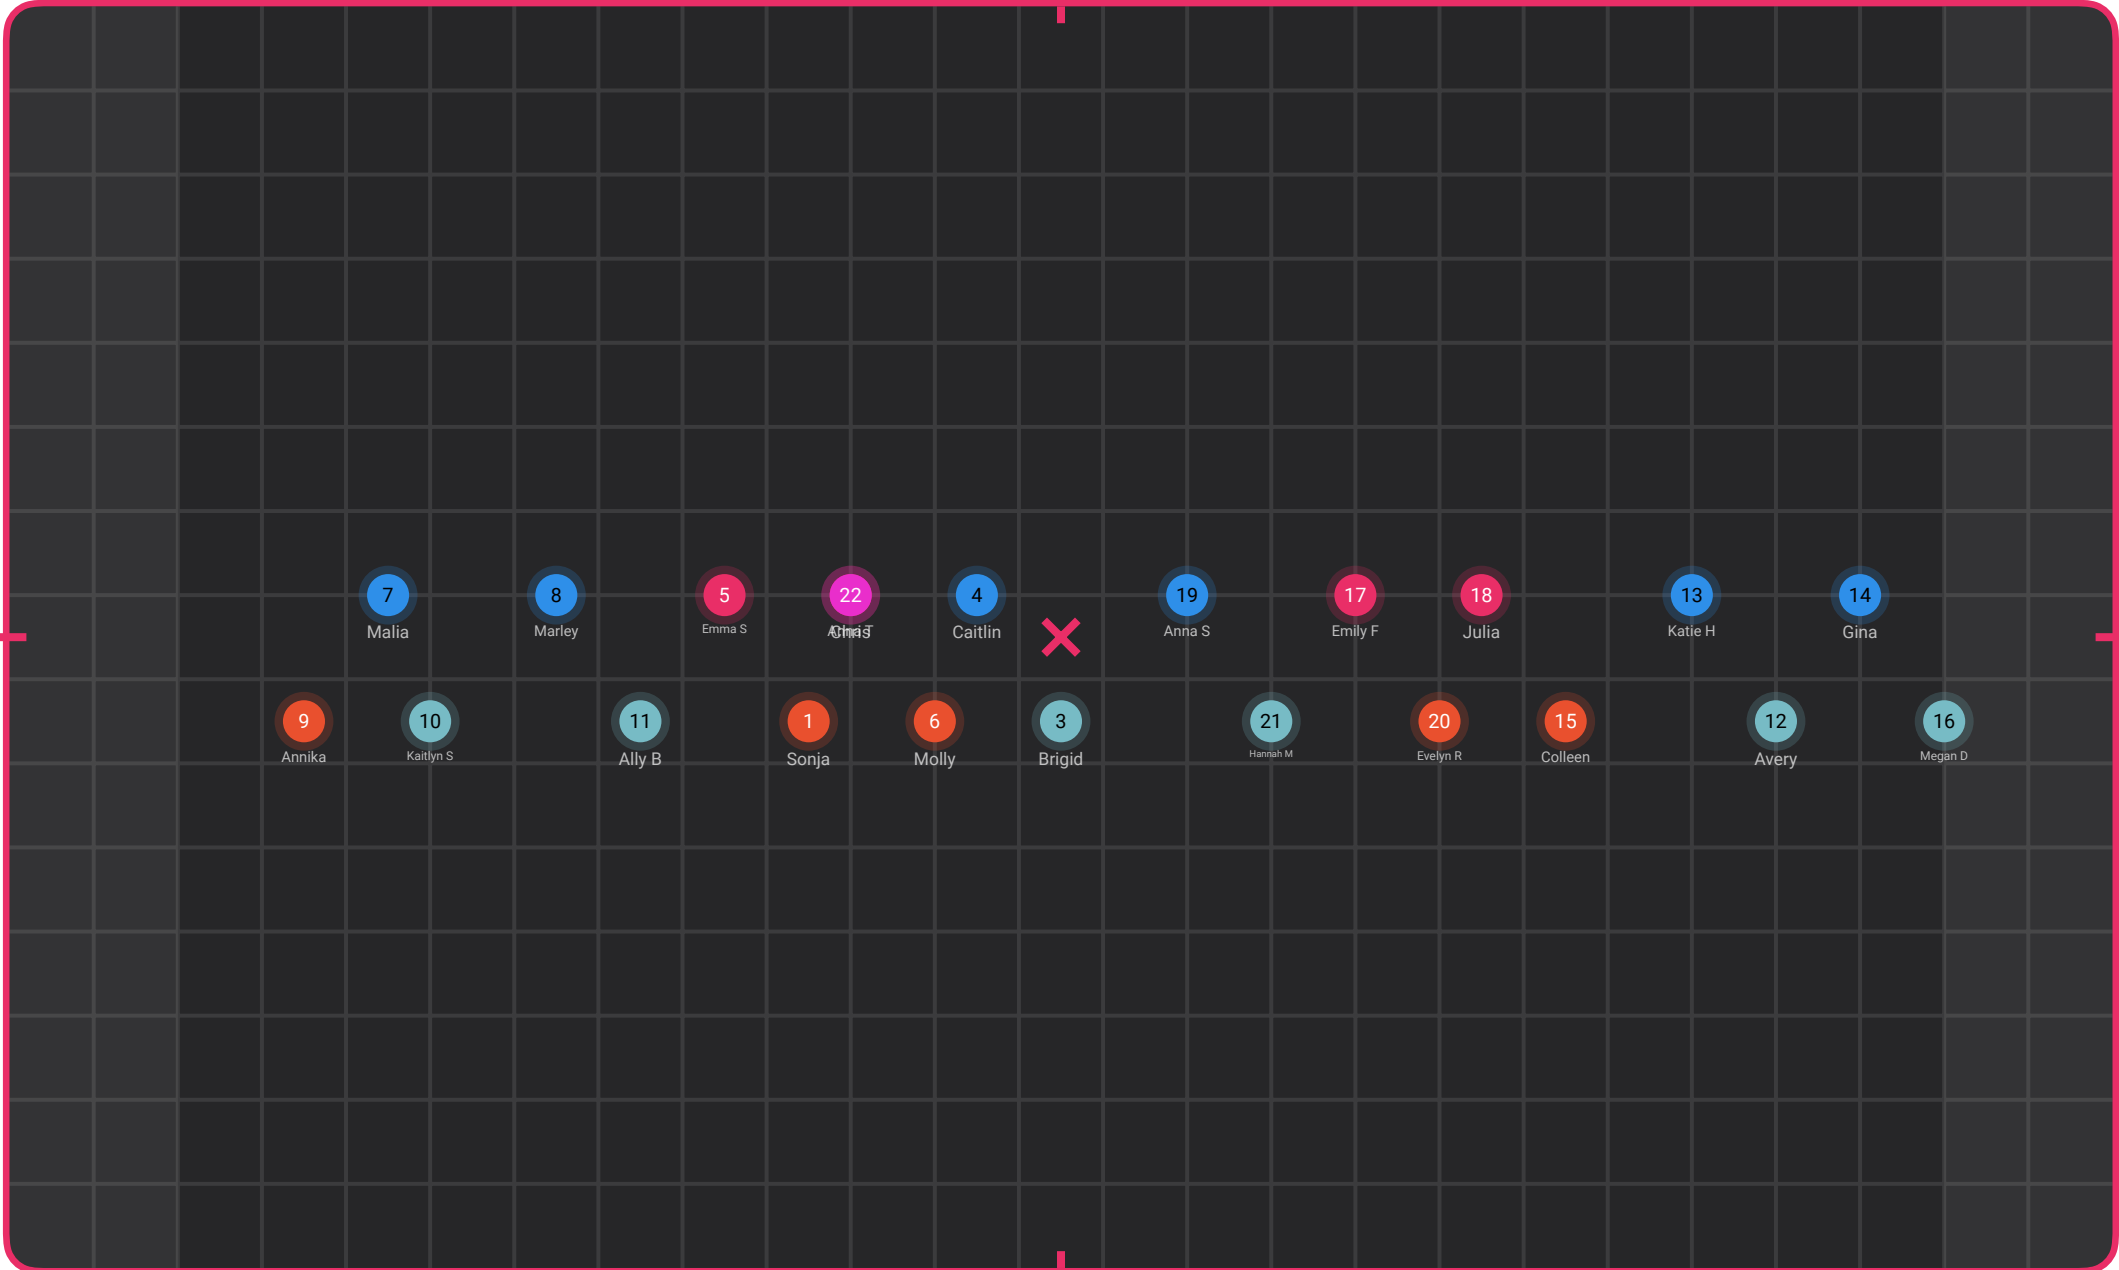 7 8 5 22 4 19 17 18 13 14
Malia Marley Emma S Chris Caitlin Anna S Emily F Julia Katie H Gina
9 10 11 1 6 3 21 20 15 12 16
Annika Kaitlyn S Ally B Sonja Molly Brigid Hannah M Evelyn R Colleen Avery Megan D